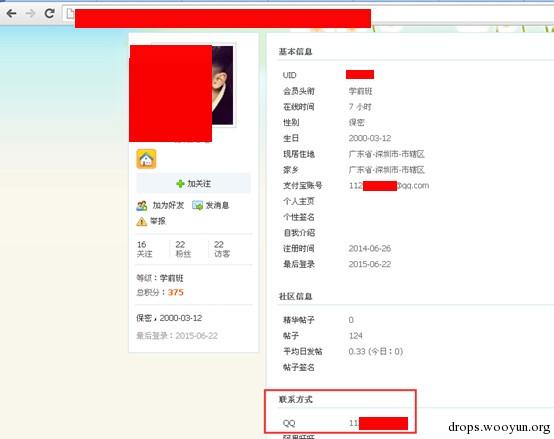 加关注
加为好友 发消息
举报
16 22 22
关注 粉丝 访客
等级：学前班
总积分：375
保密，2000-03-12
最后登录：2015-06-22
基本信息
UID
会员头衔 学前班
在线时间 7 小时
性别 保密
生日 2000-03-12
现居住地 广东省-深圳市-市辖区
家乡 广东省-深圳市-市辖区
支付宝账号 112 @qq.com
个人主页
个性签名
自我介绍
注册时间 2014-06-26
最后登录 2015-06-22
社区信息
精华帖子 0
帖子 124
平均日发帖 0.33 (今日：0)
帖子签名
联系方式
QQ 11
drops.wooyun.org